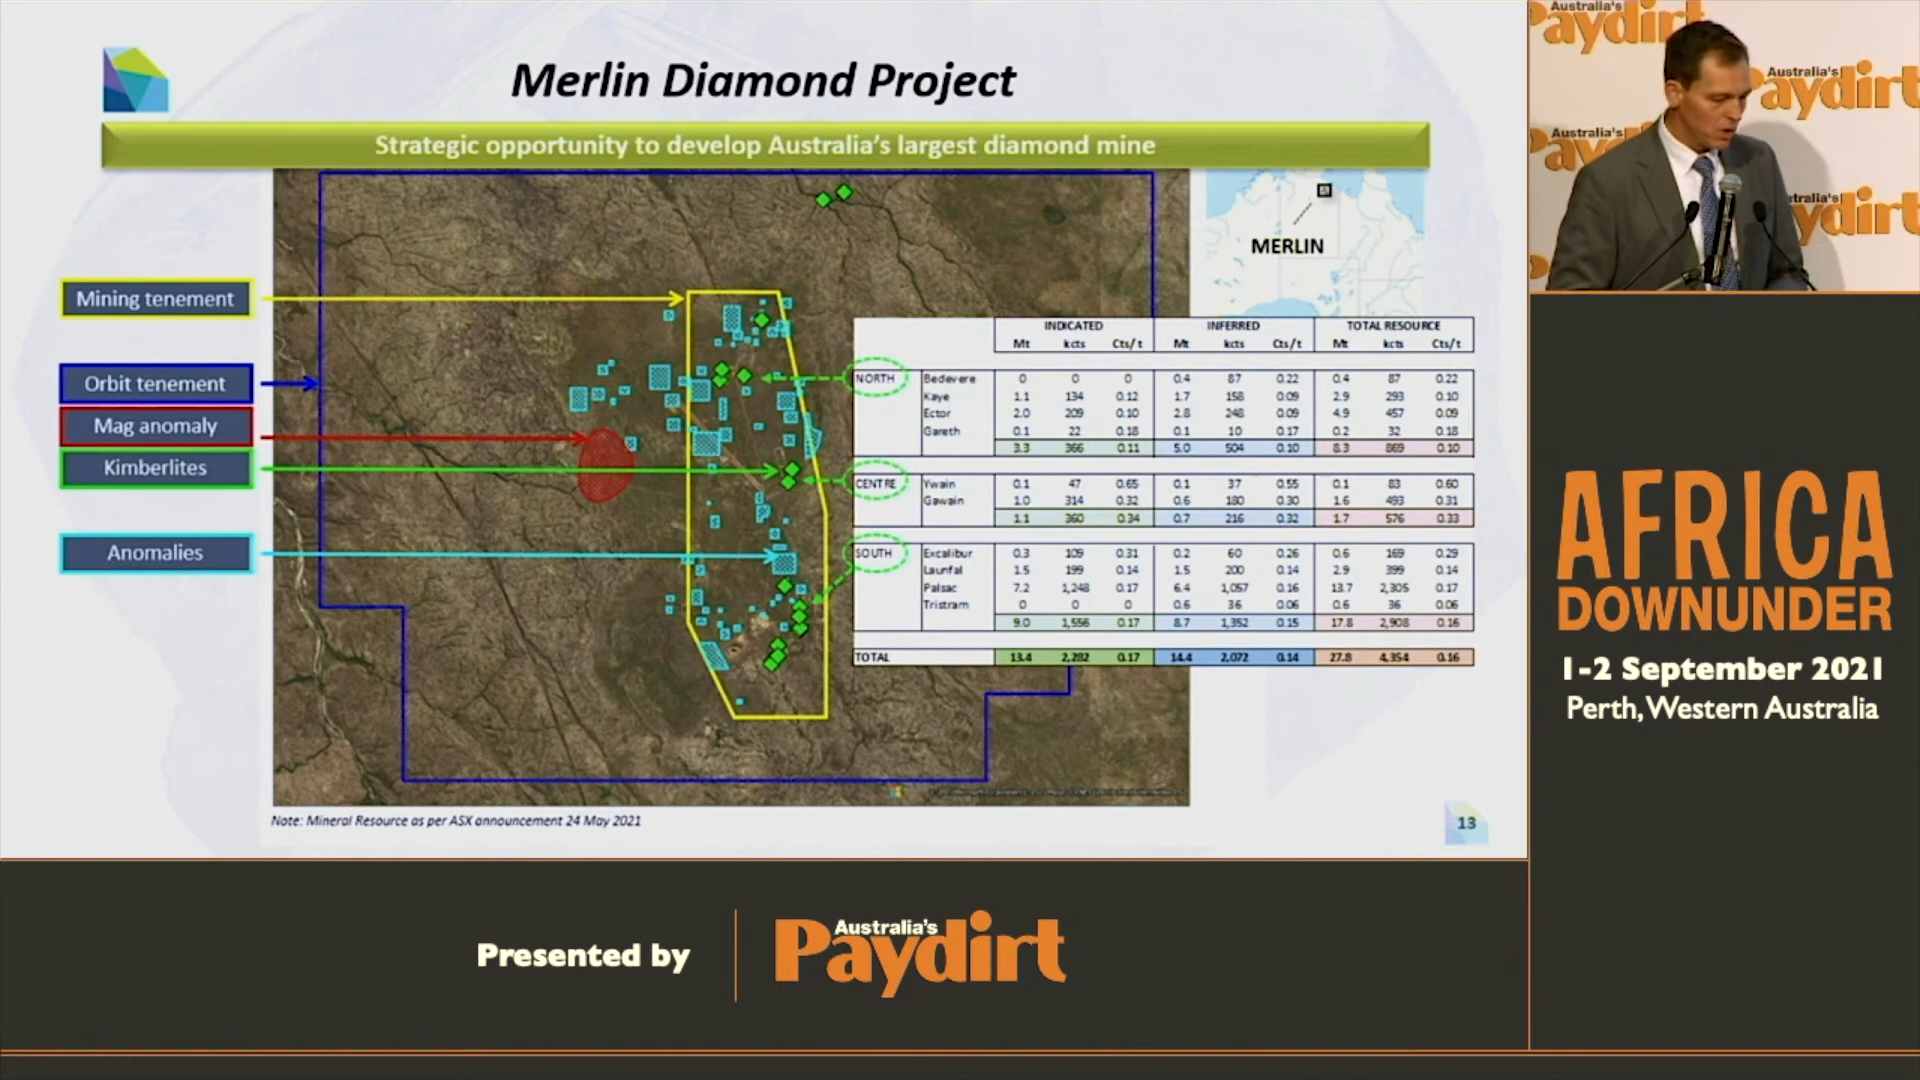 Merlin Diamond Project
Strategic opportunity to develop Australia's largest diamond mine
Mining tenement
Orbit tenement
Mag anomaly
Kimberlites
Anomalies
MERLIN
INDICATED INFERRED TOTAL RESOURCE
Mt kcts Cts/t Mt kcts Cts/t Mt kcts Cts/t
NORTH Bedevere 0 0 0 0.4 87 0.22 0.4 87 0.22
Kaye 1.1 134 0.12 1.7 158 0.09 2.9 293 0.10
Ector 2.0 209 0.10 2.8 248 0.09 4.9 457 0.09
Gareth 0.1 22 0.18 0.1 10 0.17 0.2 32 0.18
3.3 366 0.11 5.0 504 0.10 8.3 869 0.10
CENTRE Ywain 0.1 47 0.65 0.1 37 0.55 0.1 83 0.60
Gawain 1.0 314 0.32 0.6 180 0.30 1.6 493 0.31
1.1 360 0.34 0.7 216 0.32 1.7 576 0.33
SOUTH Excalibur 0.3 109 0.31 0.2 60 0.26 0.6 169 0.29
Launfal 1.5 199 0.14 1.5 200 0.14 2.9 399 0.14
Palsac 7.2 1,248 0.17 6.4 1,057 0.16 13.7 2,305 0.17
Tristram 0 0 0 0.6 36 0.06 0.6 36 0.06
9.0 1,556 0.17 8.7 1,352 0.15 17.8 2,908 0.16
TOTAL 13.4 2,282 0.17 14.4 2,072 0.14 27.8 4,354 0.16
Note: Mineral Resource as per ASX announcement 24 May 2021
13
Australia's
Paydirt
Australia's
Paydirt
Australia's
AFRICA
DOWNUNDER
1-2 September 2021
Perth, Western Australia
Presented by
Australia's
Paydirt